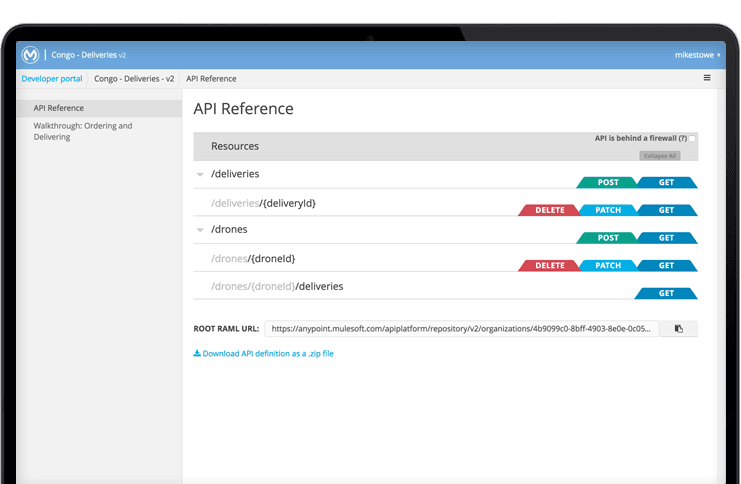 Congo - Deliveries v2
mikestowe
Developer portal
Congo - Deliveries - v2
API Reference
API Reference
Walkthrough: Ordering and
Delivering
API Reference
API is behind a firewall (?)
Resources
Collapse All
/deliveries
POST
GET
/deliveries/{deliveryId}
DELETE
PATCH
GET
/drones
POST
GET
/drones/{droneId}
DELETE
PATCH
GET
/drones/{droneId}/deliveries
GET
ROOT RAML URL:
https://anypoint.mulesoft.com/apiplatform/repository/v2/organizations/4b9099c0-8bff-4903-8e0e-0c05...
Download API definition as a .zip file